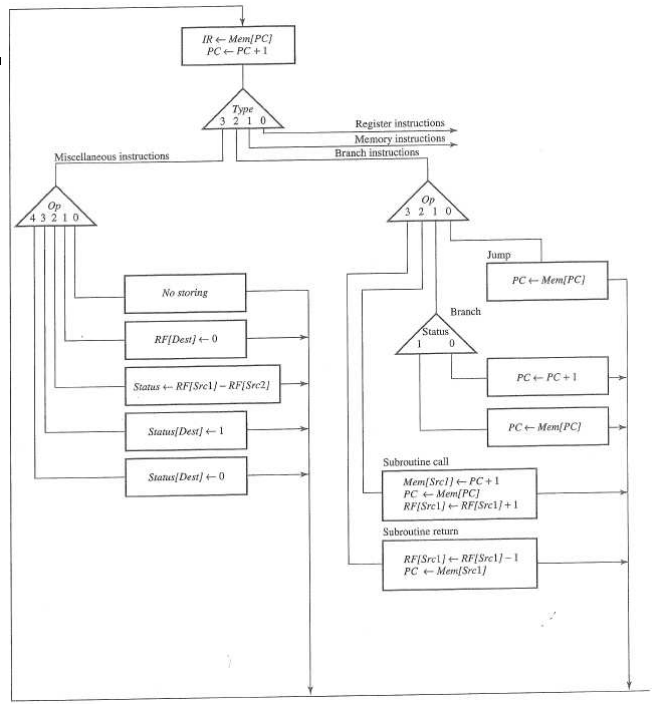 IR ← Mem[PC]
PC ← PC + 1
Type
3 2 1 0
Register instructions
Memory instructions
Branch instructions
Miscellaneous instructions
Op
4 3 2 1 0
Op
3 2 1 0
Jump
PC ← Mem[PC]
No storing
Branch
RF[Dest] ← 0
Status
1 0
Status ← RF[Src1] – RF[Src2]
PC ← PC + 1
Status[Dest] ← 1
PC ← Mem[PC]
Status[Dest] ← 0
Subroutine call
Mem[Src1] ← PC + 1
PC ← Mem[PC]
RF[Src1] ← RF[Src1] + 1
Subroutine return
RF[Src1] ← RF[Src1] – 1
PC ← Mem[Src1]